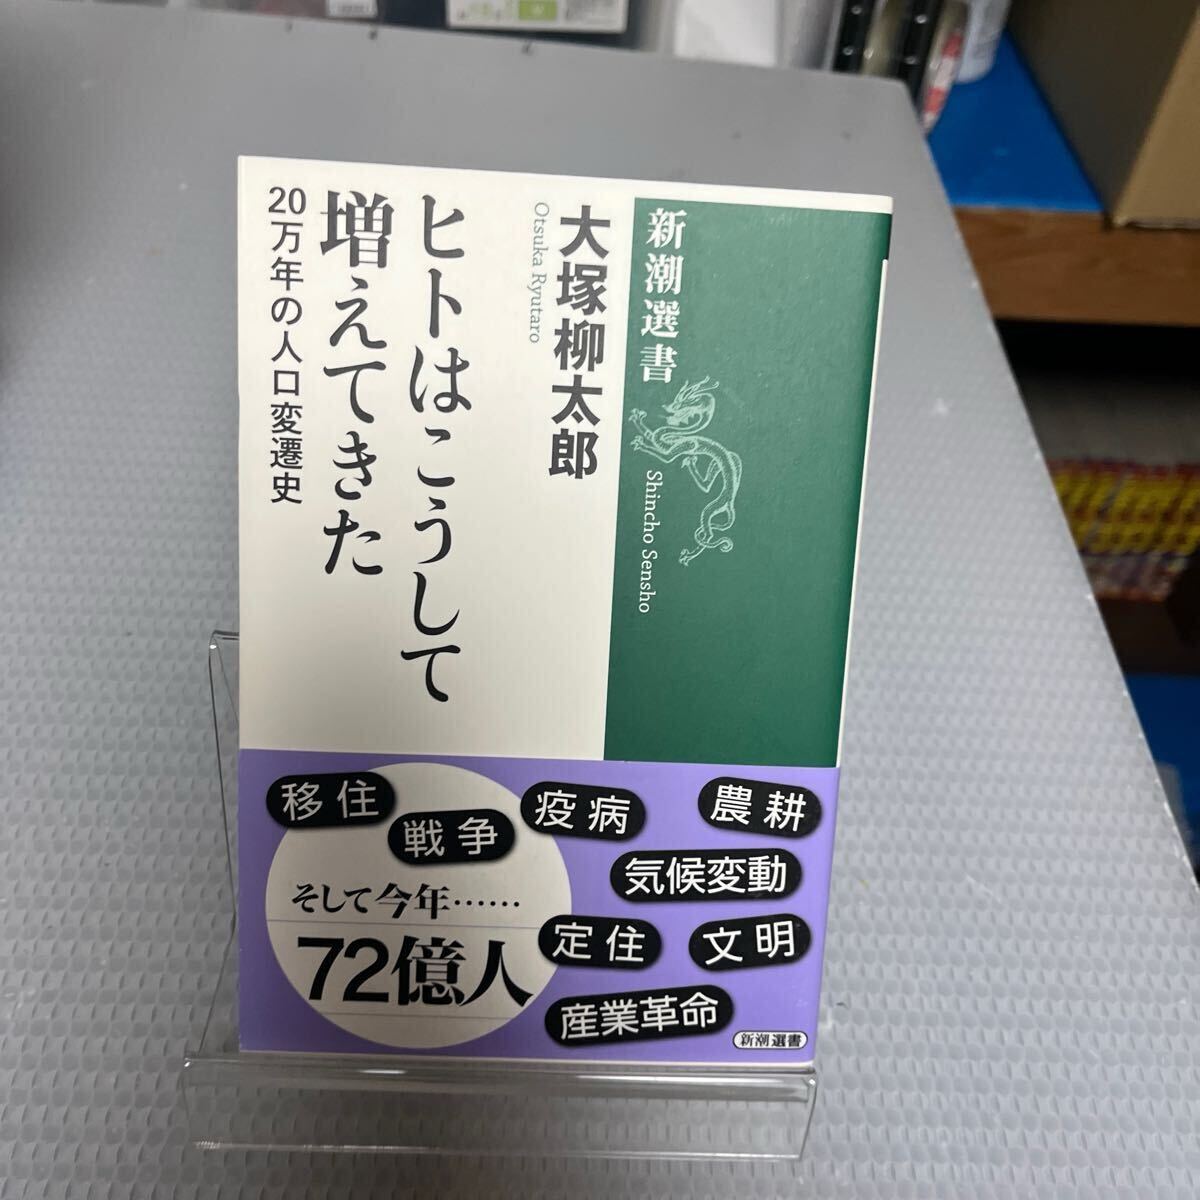 新潮選書
Shincho Sensho
大塚柳太郎
Otsuka Ryutaro
ヒトはこうして
増えてきた
20万年の人口変遷史
移住
戦争
疫病
農耕
気候変動
定住
文明
産業革命
そして今年……
72億人
新潮選書